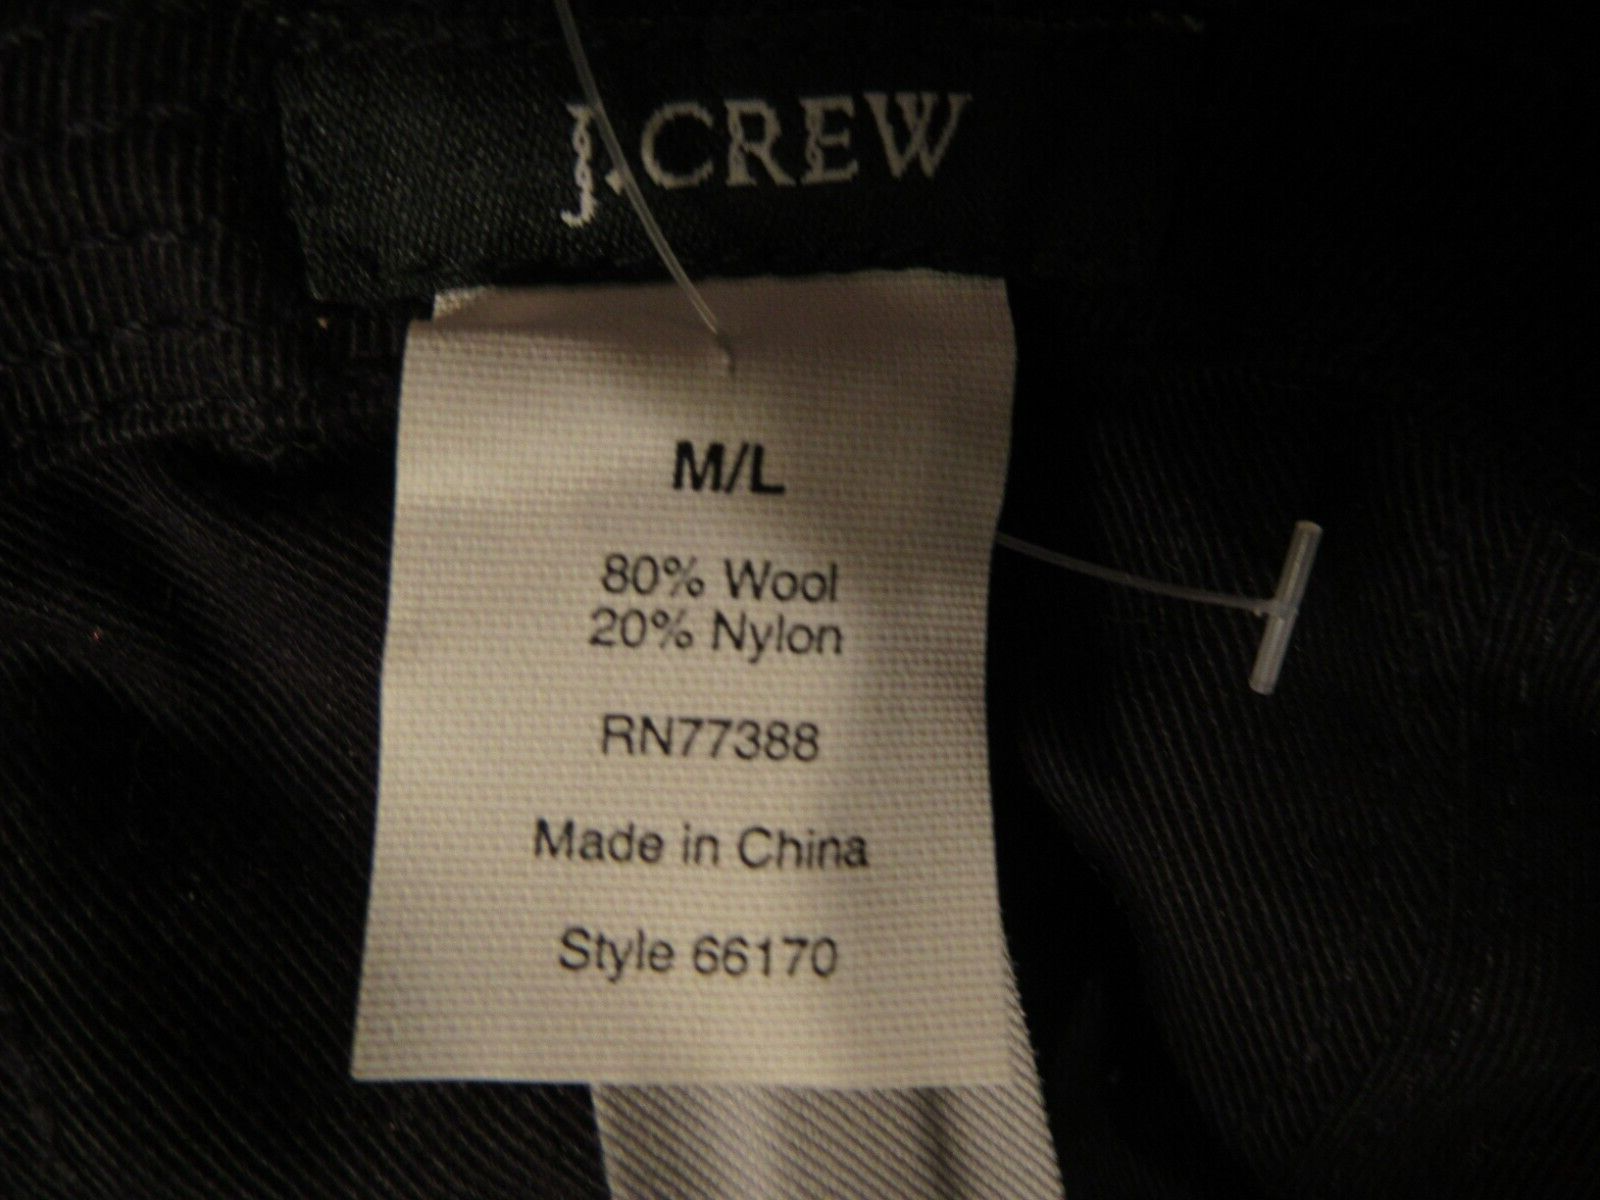 J.CREW
M/L
80% Wool
20% Nylon
RN77388
Made in China
Style 66170